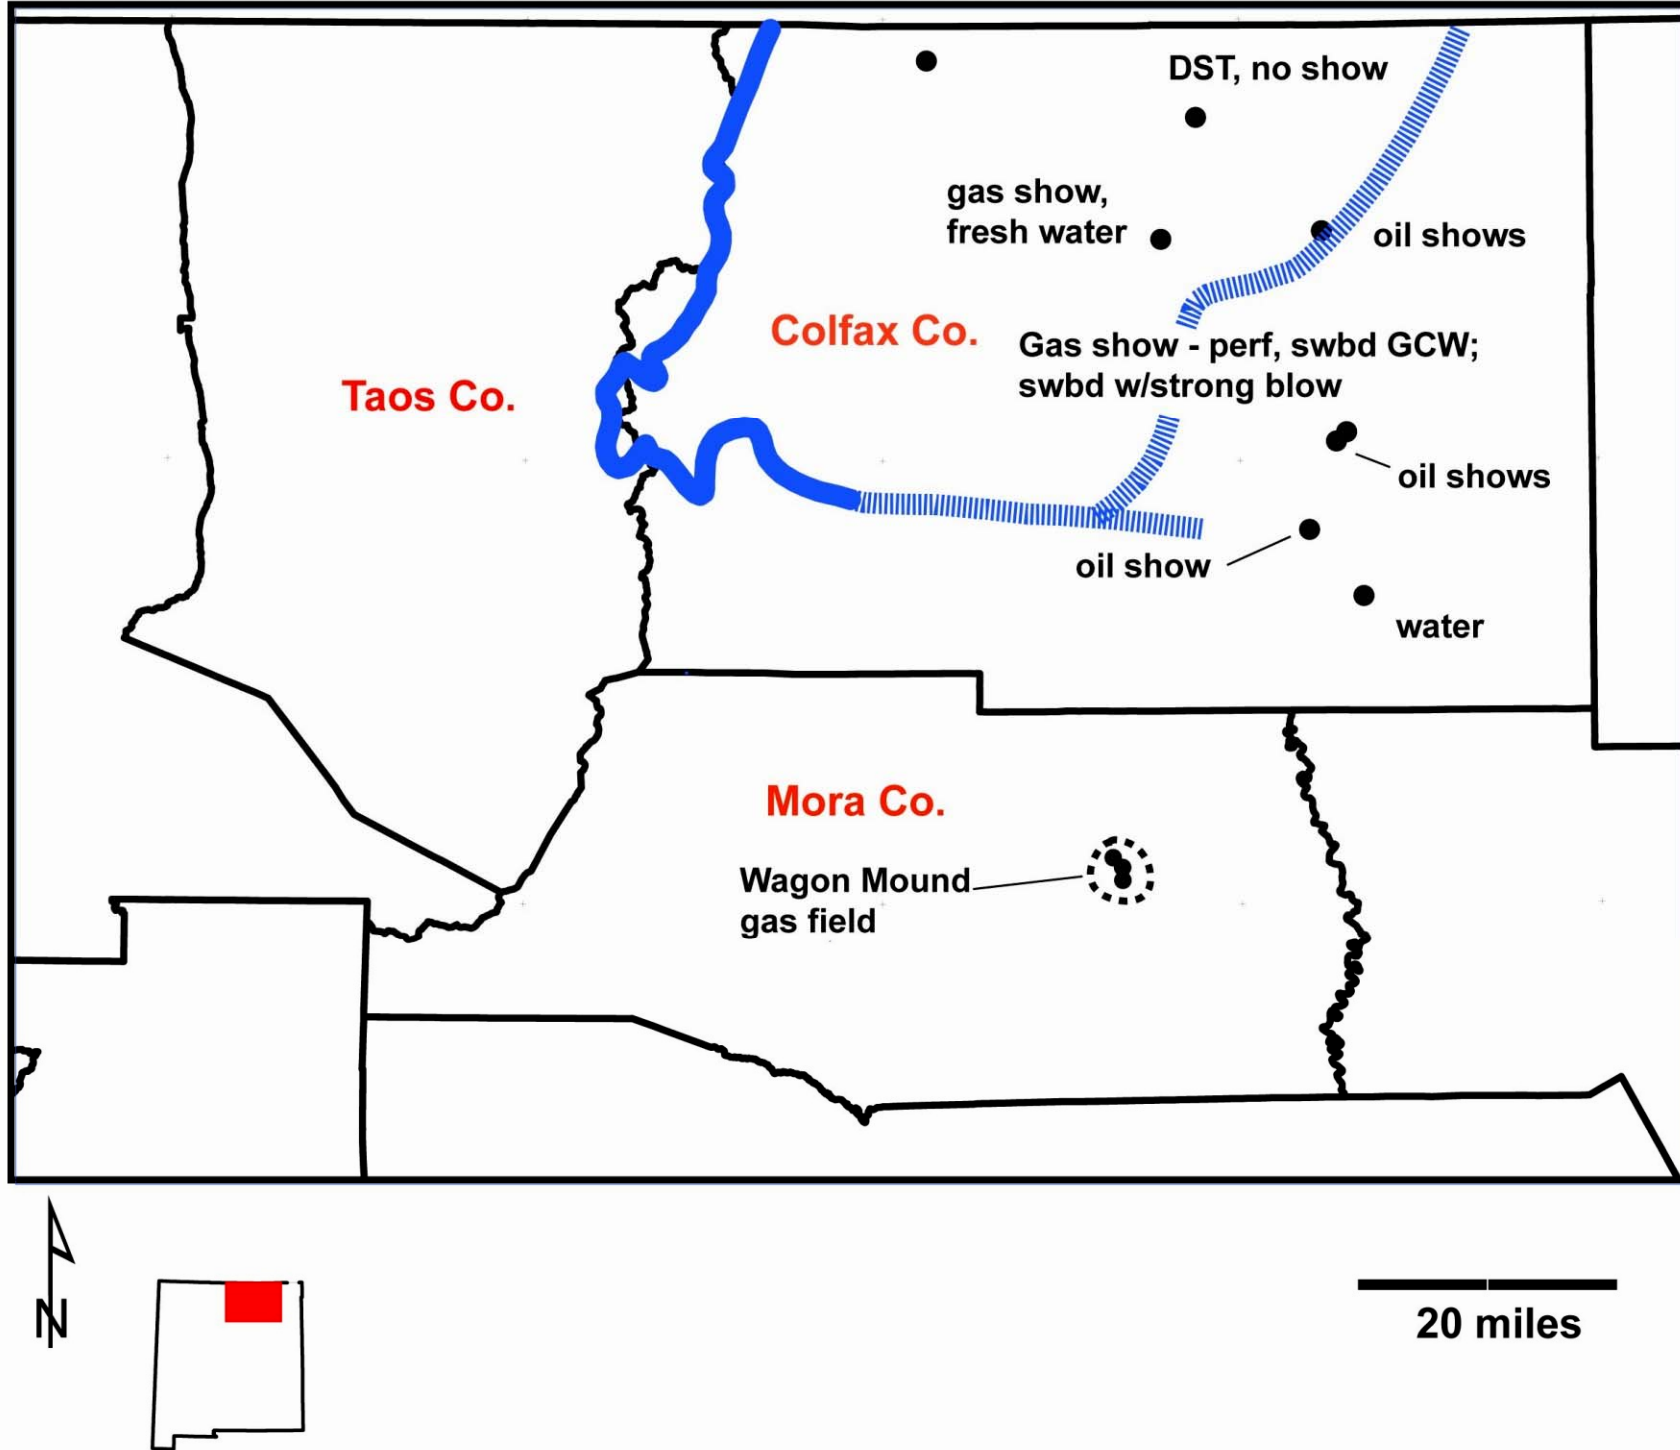 DST, no show
gas show,
fresh water
oil shows
Colfax Co.
Gas show - perf, swbd GCW;
swbd w/strong blow
Taos Co.
oil shows
oil show
water
Mora Co.
Wagon Mound
gas field
N
20 miles